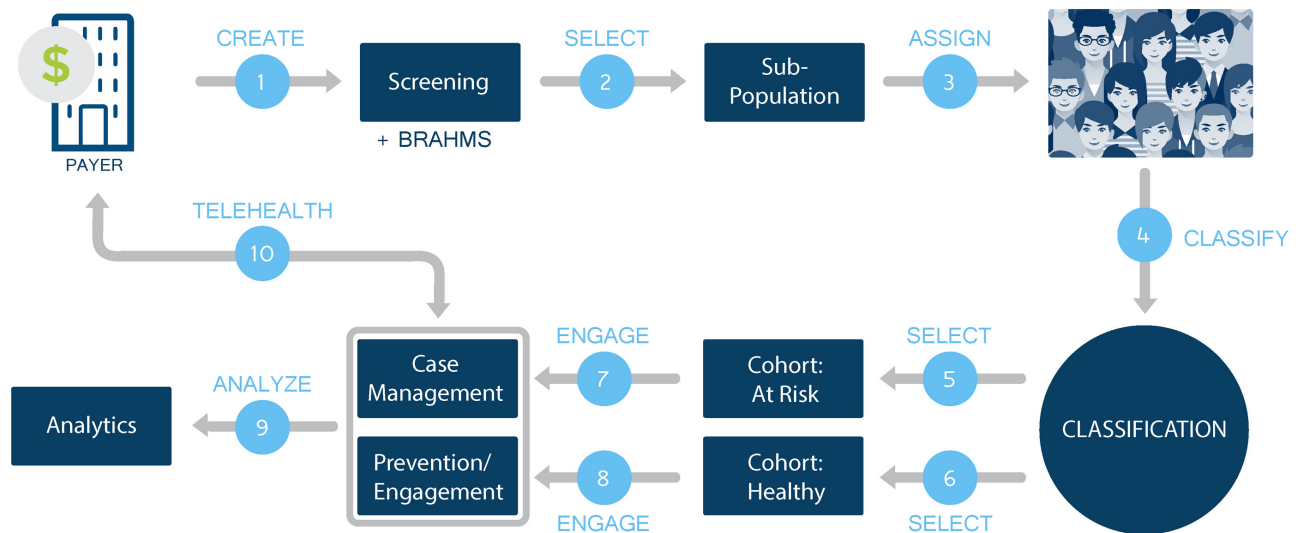 $
PAYER
CREATE
1
Screening
+ BRAHMS
SELECT
2
Sub-
Population
ASSIGN
3
4
CLASSIFY
TELEHEALTH
10
CLASSIFICATION
SELECT
5
Cohort:
At Risk
ENGAGE
7
Case
Management
6
SELECT
Cohort:
Healthy
8
ENGAGE
Prevention/
Engagement
ANALYZE
9
Analytics